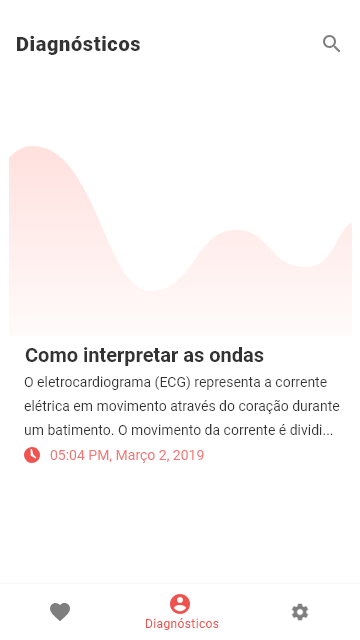 Diagnósticos
Como interpretar as ondas
O eletrocardiograma (ECG) representa a corrente
elétrica em movimento através do coração durante
um batimento. O movimento da corrente é dividi...
05:04 PM, Março 2, 2019
Diagnósticos